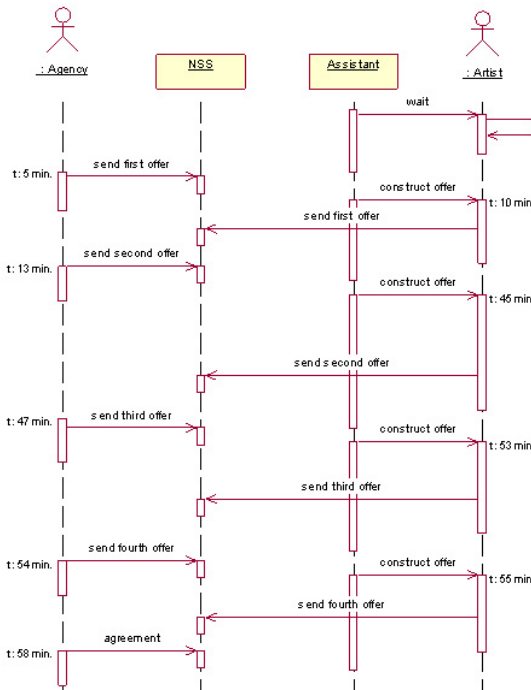 : Agency
NSS
Assistant
: Artist
wait
send first offer
t: 5 min.
construct offer
t: 10 min
send first offer
send second offer
t: 13 min.
construct offer
t: 45 min
send second offer
send third offer
t: 47 min.
construct offer
t: 53 min
send third offer
send fourth offer
t: 54 min.
construct offer
t: 55 min
send fourth offer
agreement
t: 58 min.